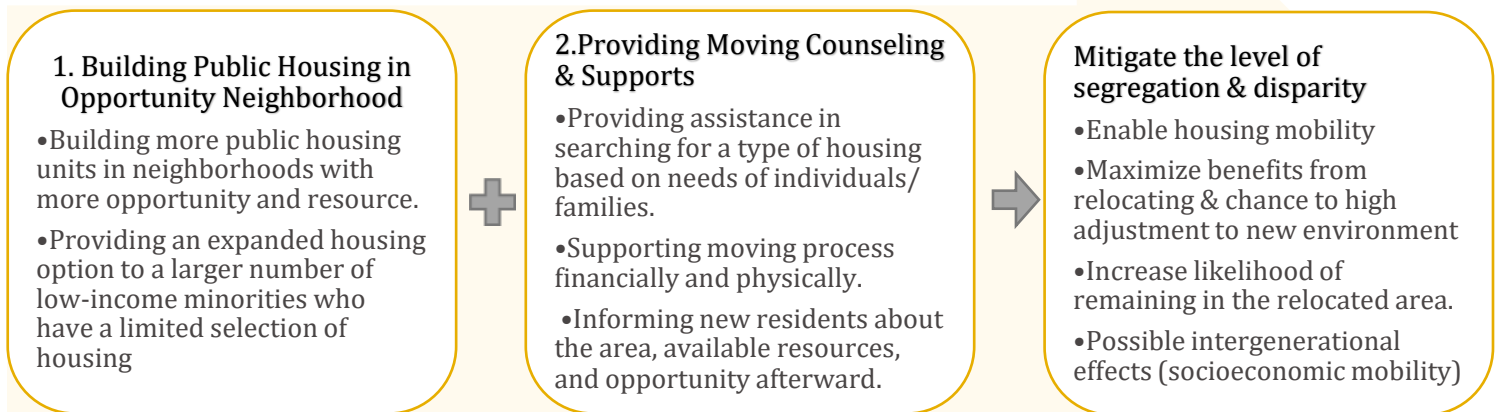 1. Building Public Housing in
Opportunity Neighborhood
•Building more public housing
units in neighborhoods with
more opportunity and resource.
•Providing an expanded housing
option to a larger number of
low-income minorities who
have a limited selection of
housing
2.Providing Moving Counseling
& Supports
•Providing assistance in
searching for a type of housing
based on needs of individuals/
families.
•Supporting moving process
financially and physically.
•Informing new residents about
the area, available resources,
and opportunity afterward.
Mitigate the level of
segregation & disparity
•Enable housing mobility
•Maximize benefits from
relocating & chance to high
adjustment to new environment
•Increase likelihood of
remaining in the relocated area.
•Possible intergenerational
effects (socioeconomic mobility)